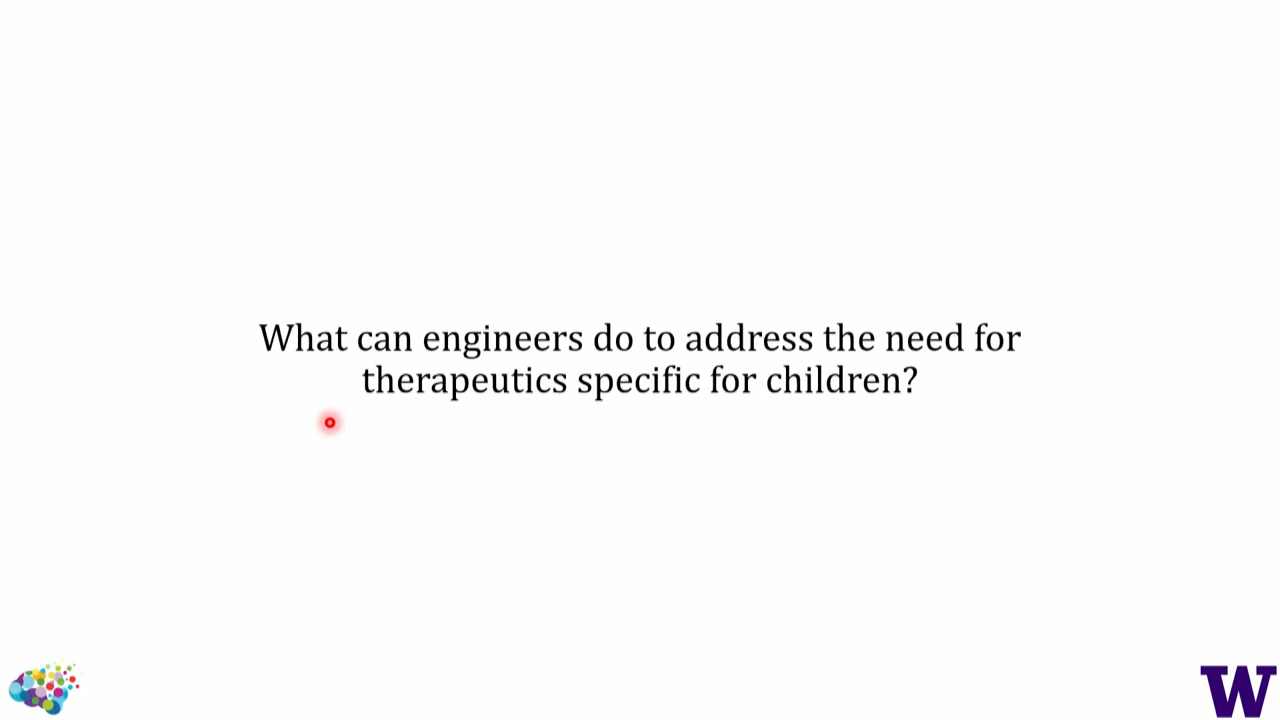 What can engineers do to address the need for
therapeutics specific for children?
W